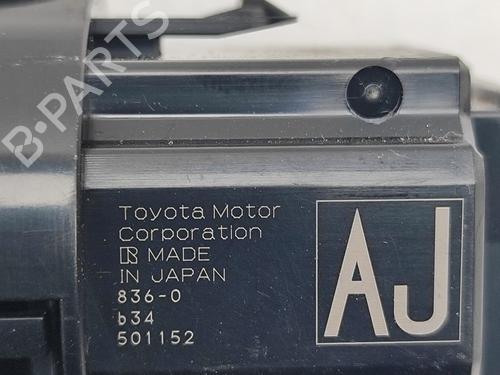 B-PARTS
Toyota Motor
Corporation
R MADE
IN JAPAN
836-0
b34
501152
AJ